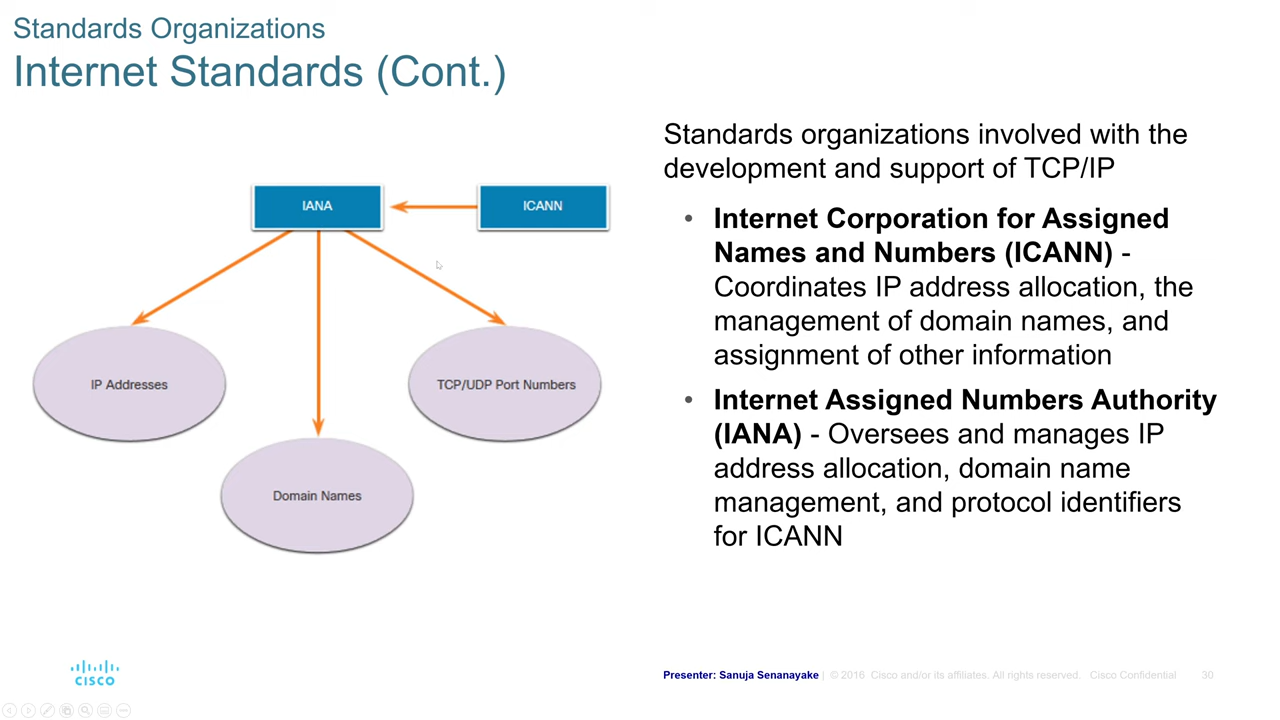 Standards Organizations
Internet Standards (Cont.)
IANA
ICANN
IP Addresses
TCP/UDP Port Numbers
Domain Names
Standards organizations involved with the
development and support of TCP/IP
• Internet Corporation for Assigned
Names and Numbers (ICANN) -
Coordinates IP address allocation, the
management of domain names, and
assignment of other information
• Internet Assigned Numbers Authority
(IANA) - Oversees and manages IP
address allocation, domain name
management, and protocol identifiers
for ICANN
CISCO
Presenter: Sanuja Senanayake | © 2016 Cisco and/or its affiliates. All rights reserved. Cisco Confidential 30